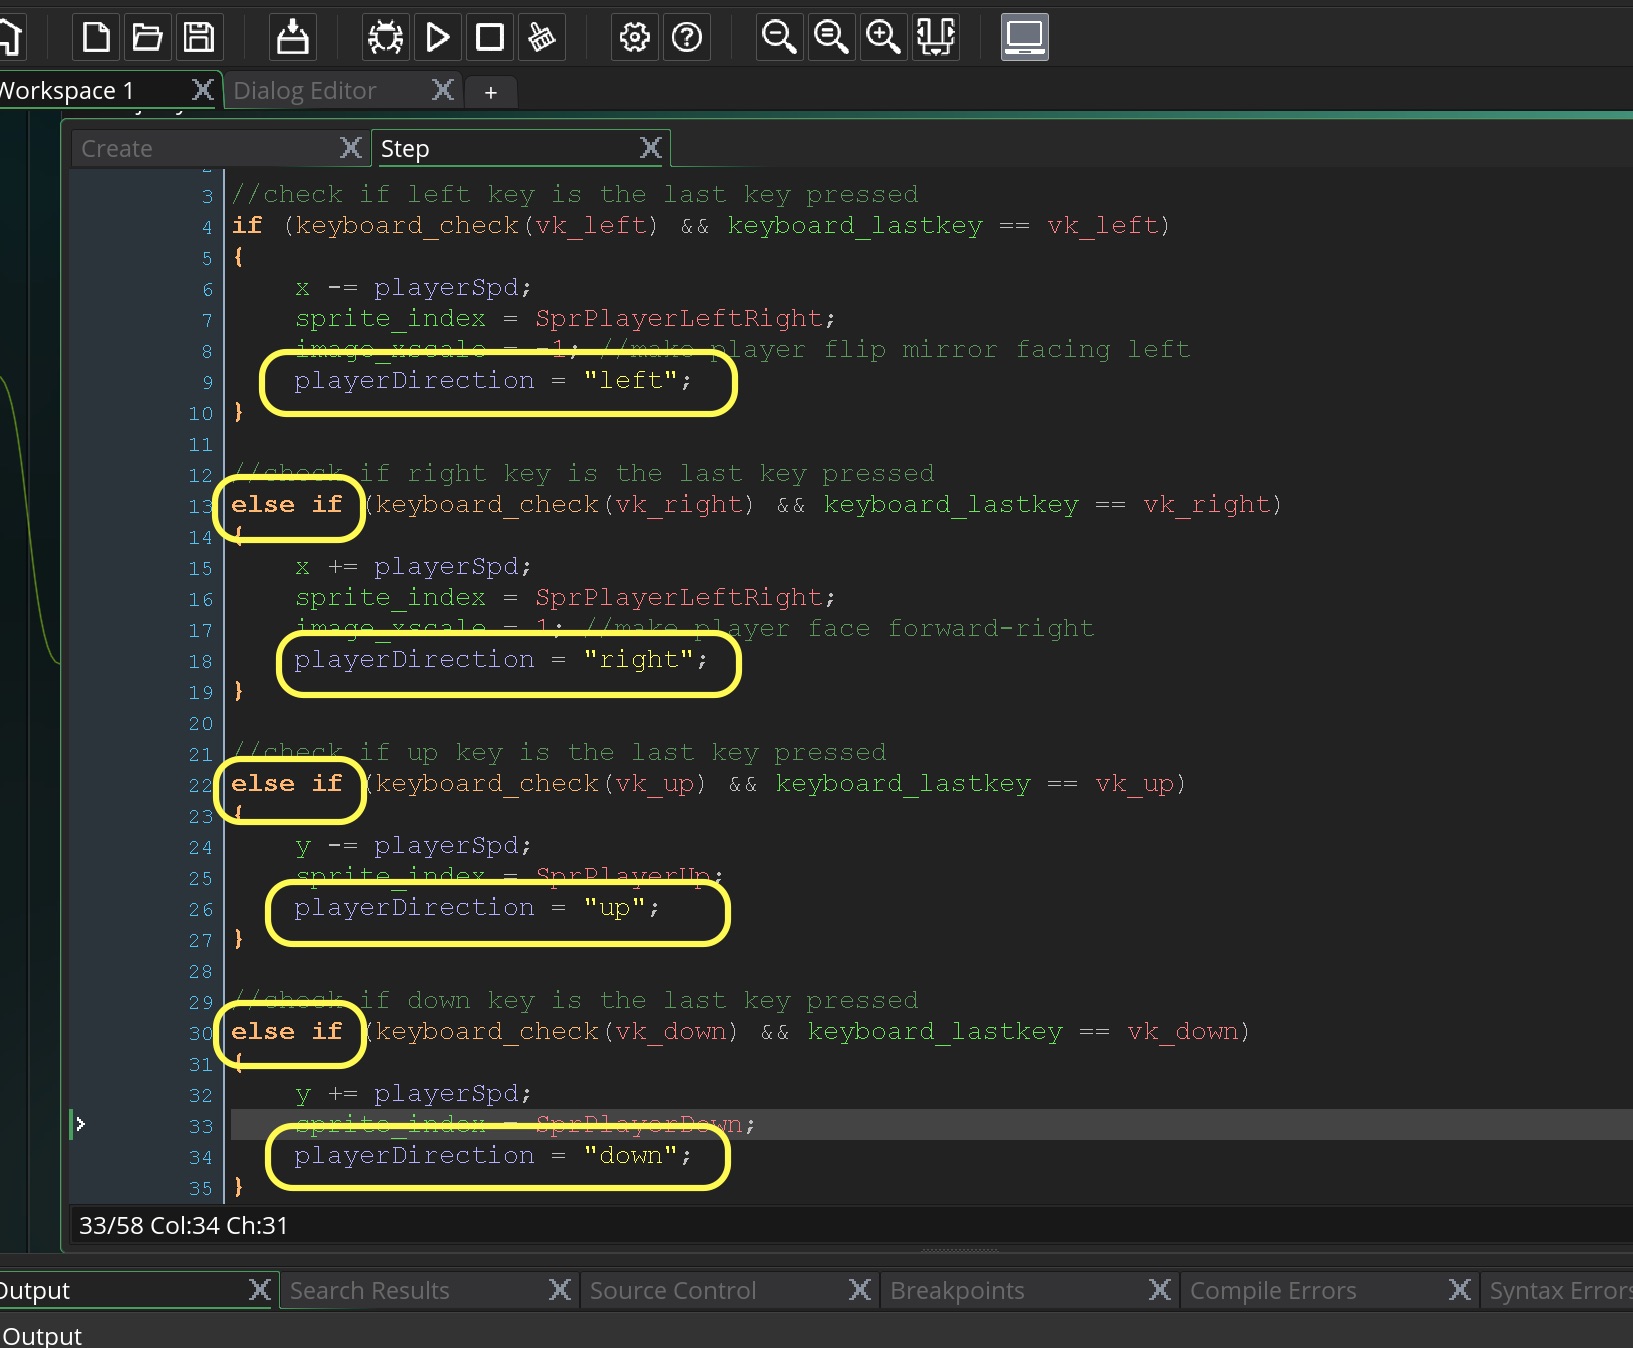 Workspace 1
Dialog Editor
+
Create
Step
3 //check if left key is the last key pressed
4 if (keyboard_check(vk_left) && keyboard_lastkey == vk_left)
5 {
6 x -= playerSpd;
7 sprite_index = SprPlayerLeftRight;
8 image_xscale = -1; //make player flip mirror facing left
9 playerDirection = "left";
10 }
11
12 //check if right key is the last key pressed
13 else if (keyboard_check(vk_right) && keyboard_lastkey == vk_right)
14 {
15 x += playerSpd;
16 sprite_index = SprPlayerLeftRight;
17 image_xscale = 1; //make player face forward-right
18 playerDirection = "right";
19 }
20
21 //check if up key is the last key pressed
22 else if (keyboard_check(vk_up) && keyboard_lastkey == vk_up)
23 {
24 y -= playerSpd;
25 sprite_index = SprPlayerUp;
26 playerDirection = "up";
27 }
28
29 //check if down key is the last key pressed
30 else if (keyboard_check(vk_down) && keyboard_lastkey == vk_down)
31 {
32 y += playerSpd;
33 sprite_index = SprPlayerDown;
34 playerDirection = "down";
35 }
33/58 Col:34 Ch:31
Output
Search Results
Source Control
Breakpoints
Compile Errors
Syntax Errors
Output